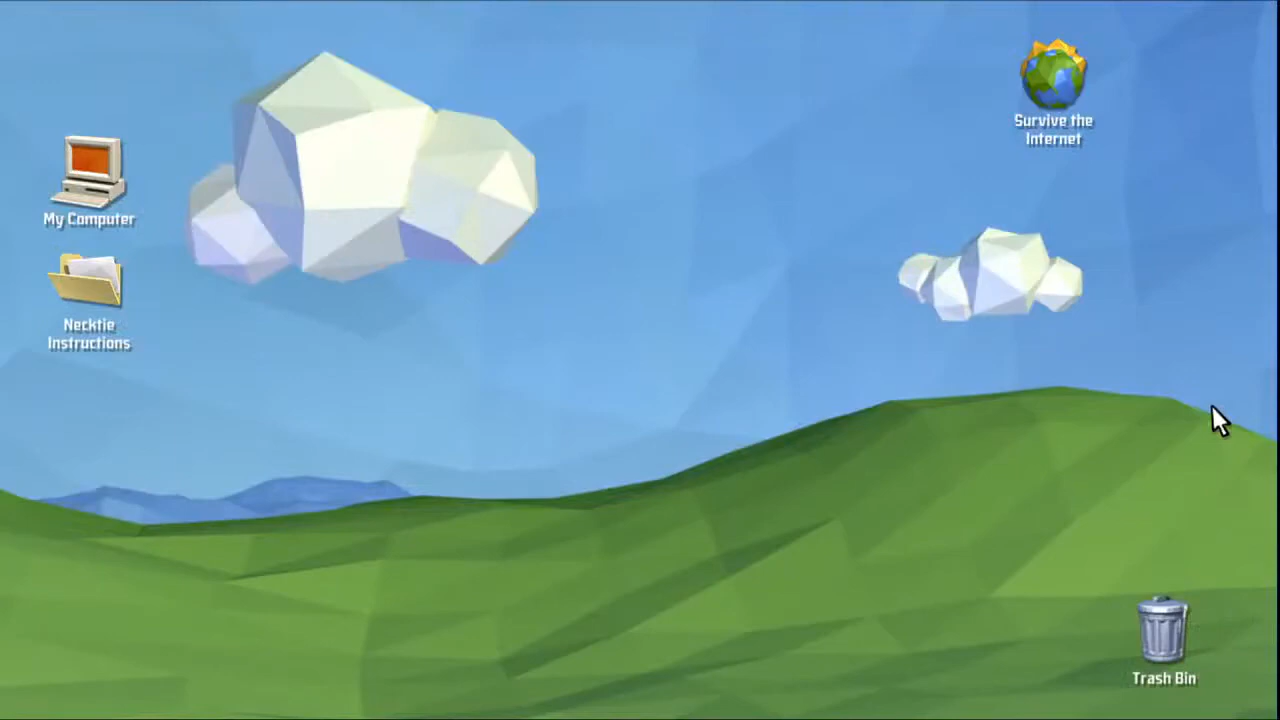 Survive the
Internet
My Computer
Necktie
Instructions
Trash Bin